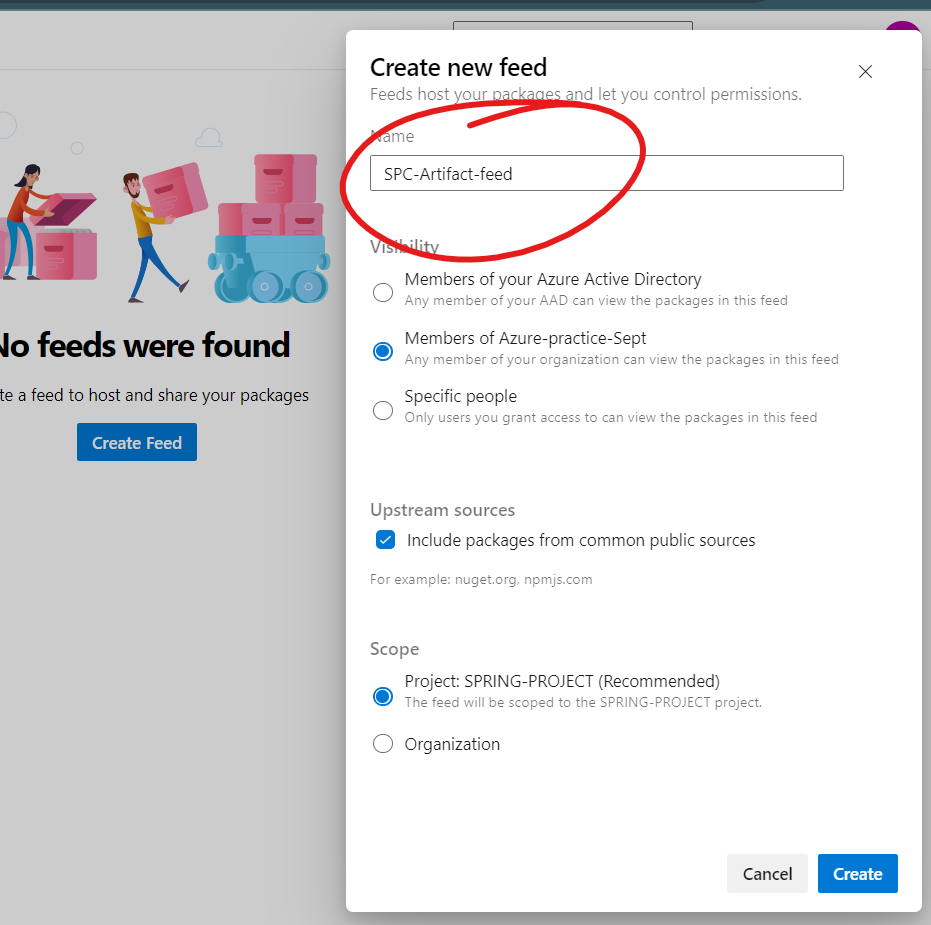 Create new feed
Feeds host your packages and let you control permissions.
Name
SPC-Artifact-feed
Visibility
Members of your Azure Active Directory
Any member of your AAD can view the packages in this feed
Members of Azure-practice-Sept
Any member of your organization can view the packages in this feed
Specific people
Only users you grant access to can view the packages in this feed
Upstream sources
Include packages from common public sources
For example: nuget.org, npmjs.com
Scope
Project: SPRING-PROJECT (Recommended)
The feed will be scoped to the SPRING-PROJECT project.
Organization
Cancel
Create
No feeds were found
te a feed to host and share your packages
Create Feed